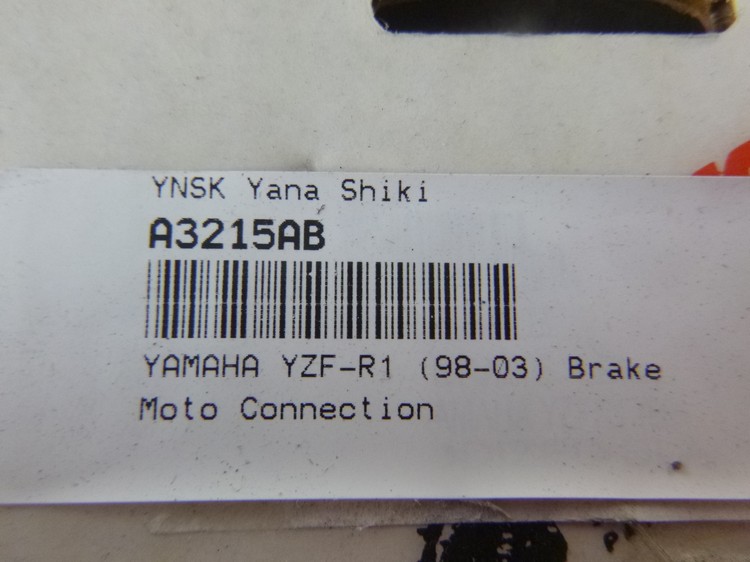 YNSK Yana Shiki
A3215AB
YAMAHA YZF-R1 (98-03) Brake
Moto Connection